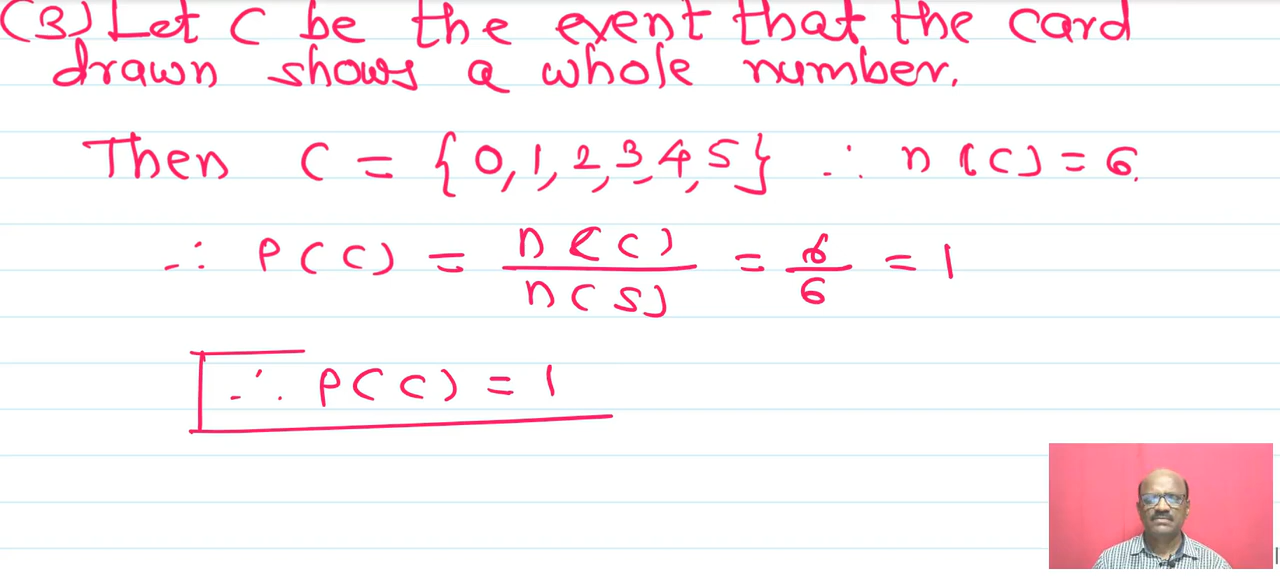 (3) Let C be the event that the card
drawn shows a whole number.
Then C = {0, 1, 2, 3, 4, 5} ∴ n(C) = 6.
∴ P(C) = n(C)/n(S) = 6/6 = 1
∴ P(C) = 1